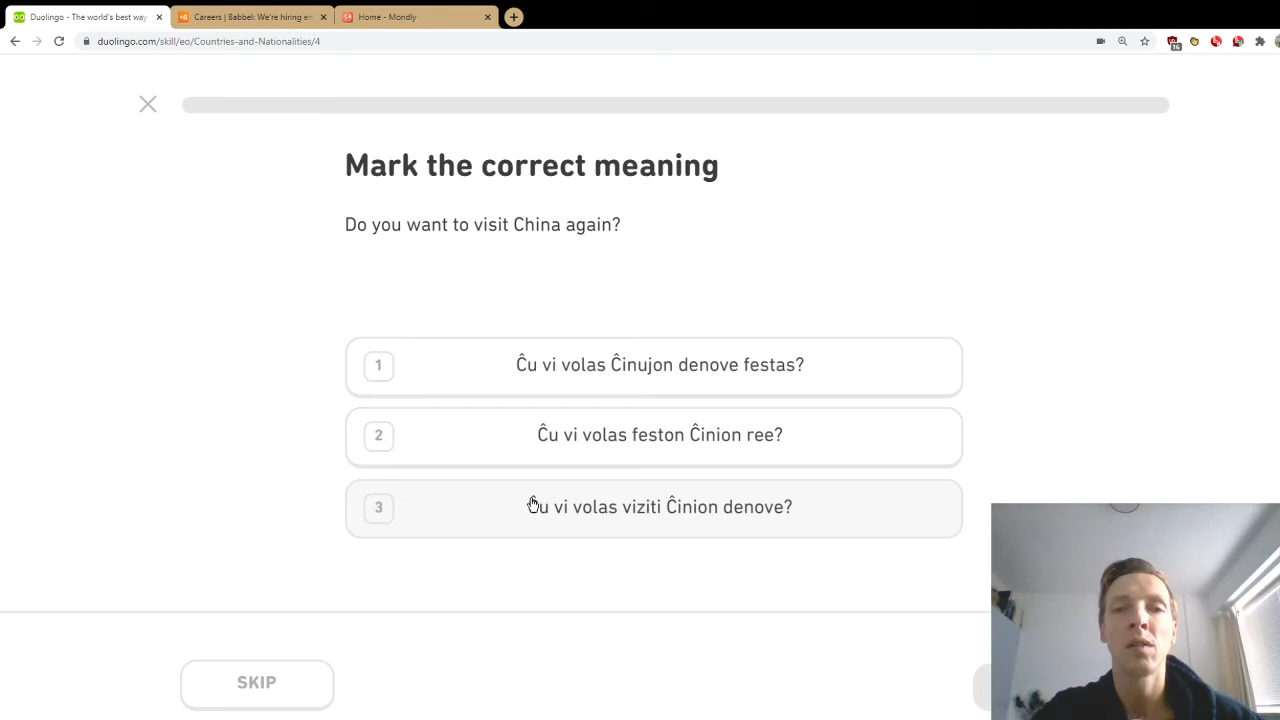 Duolingo - The world's best way
Careers | Babbel: We're hiring en
Home - Mondly
duolingo.com/skill/eo/Countries-and-Nationalities/4
16
Mark the correct meaning
Do you want to visit China again?
1 Ĉu vi volas Ĉinujon denove festas?
2 Ĉu vi volas feston Ĉinion ree?
3 Ĉu vi volas viziti Ĉinion denove?
SKIP